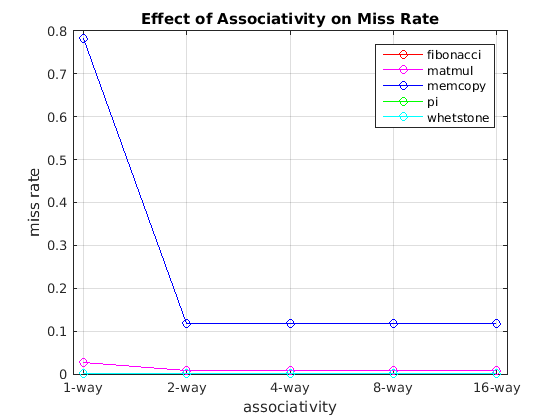 Effect of Associativity on Miss Rate
0.8
0.7
0.6
0.5
0.4
0.3
0.2
0.1
0
miss rate
fibonacci
matmul
memcopy
pi
whetstone
1-way 2-way 4-way 8-way 16-way
associativity